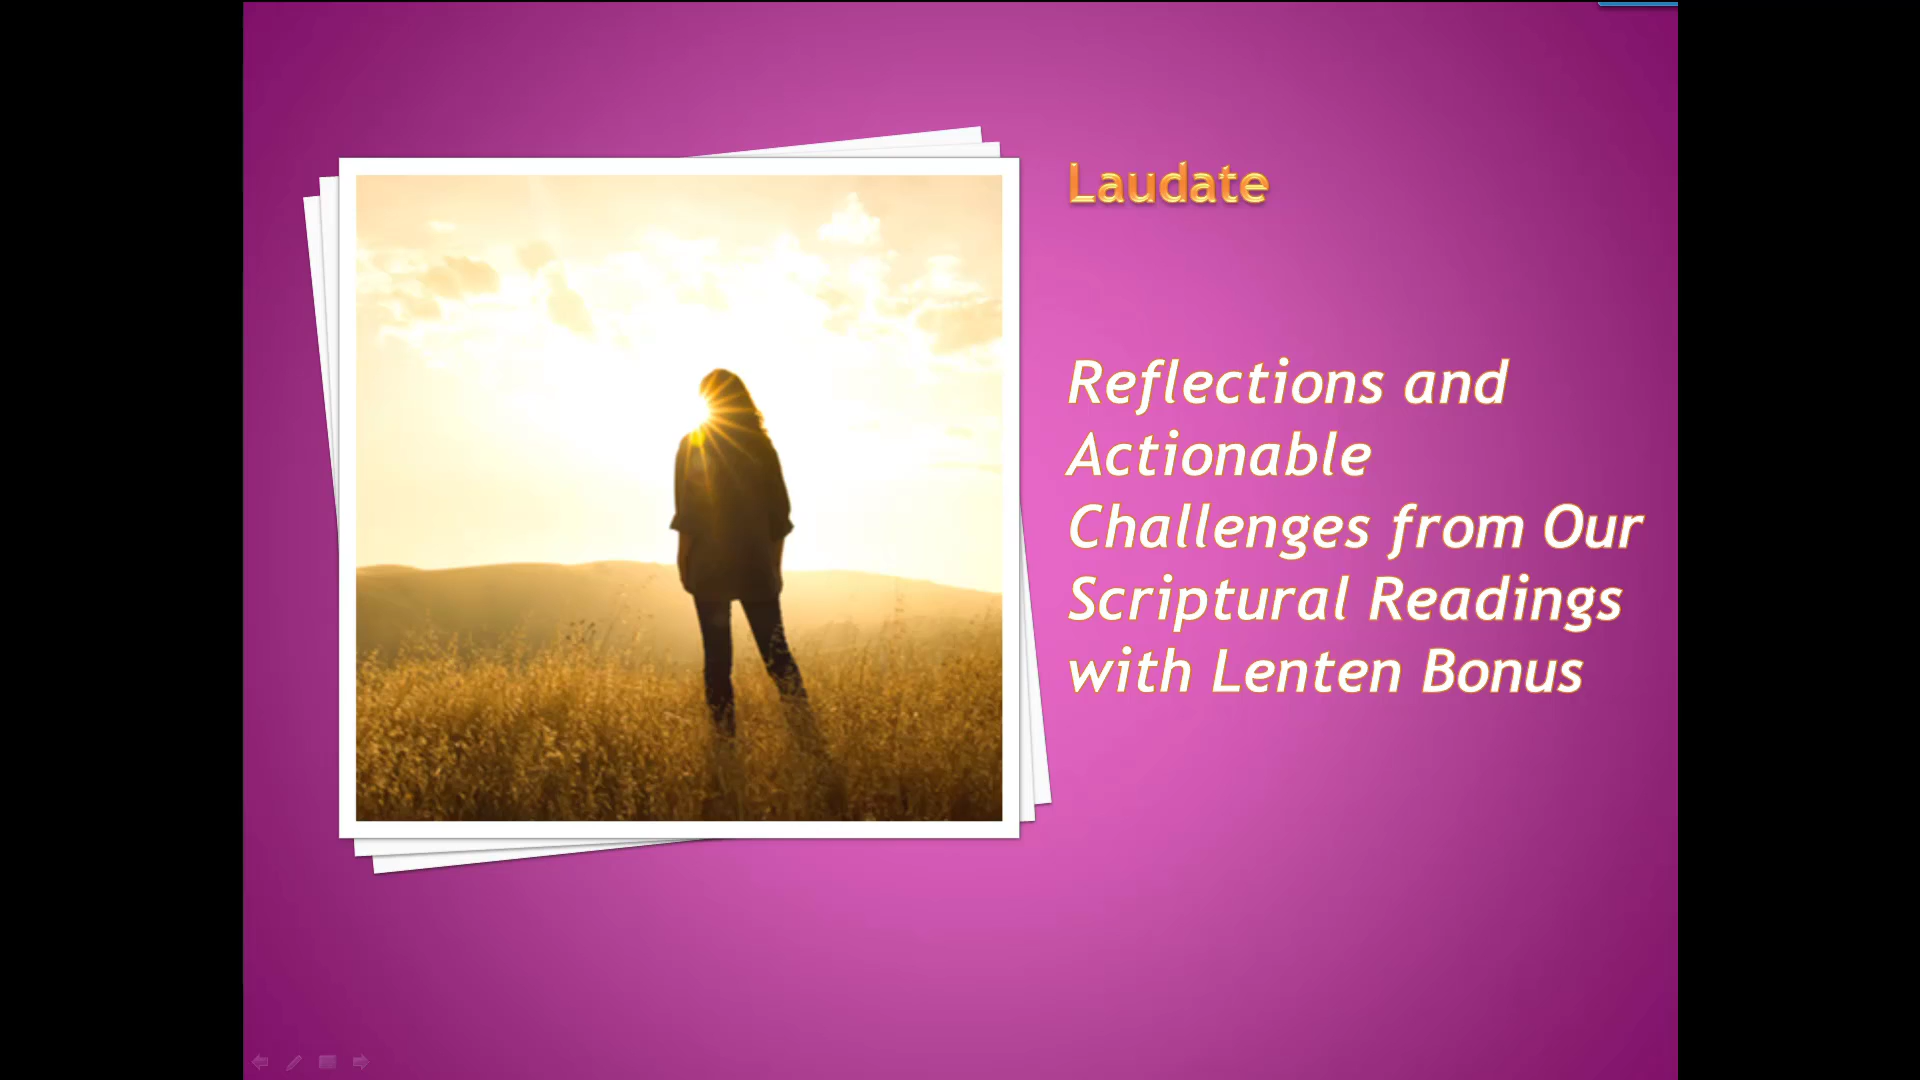 Laudate
Reflections and
Actionable
Challenges from Our
Scriptural Readings
with Lenten Bonus